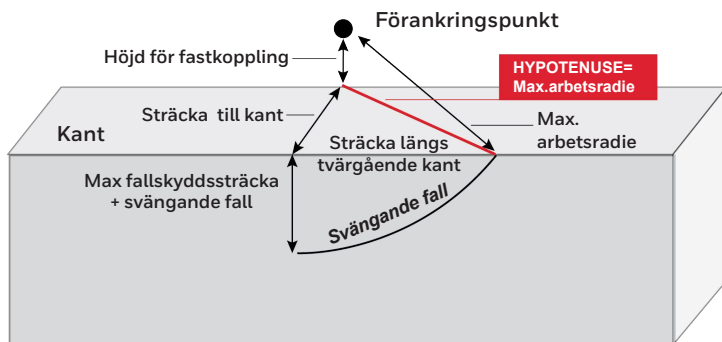 Förankringspunkt
Höjd för fastkoppling
HYPOTENUSE=
Max.arbetsradie
Sträcka till kant
Max.
arbetsradie
Kant
Sträcka längs
tvärgående kant
Max fallskyddssträcka
+ svängande fall
Svängande fall